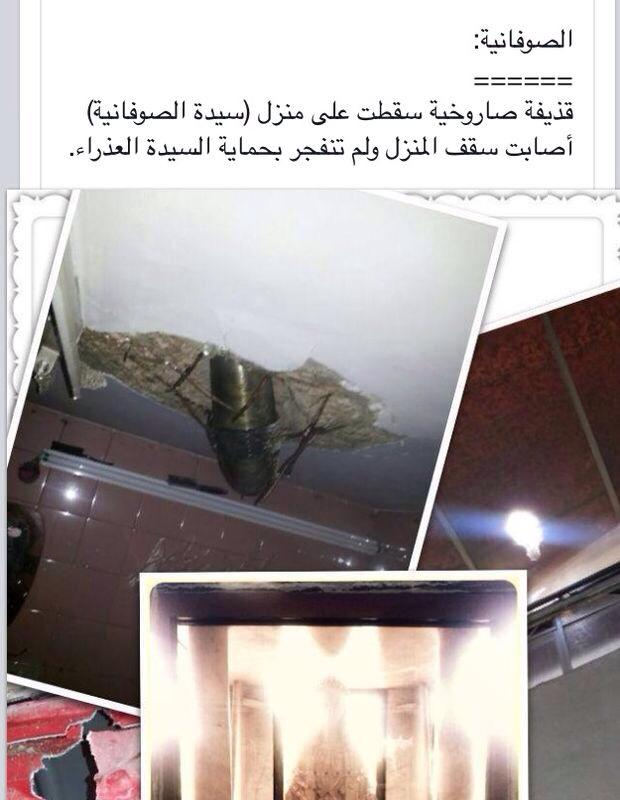 الصوفانية:
======
قذيفة صاروخية سقطت على منزل (سيدة الصوفانية)
أصابت سقف المنزل ولم تنفجر بحماية السيدة العذراء.